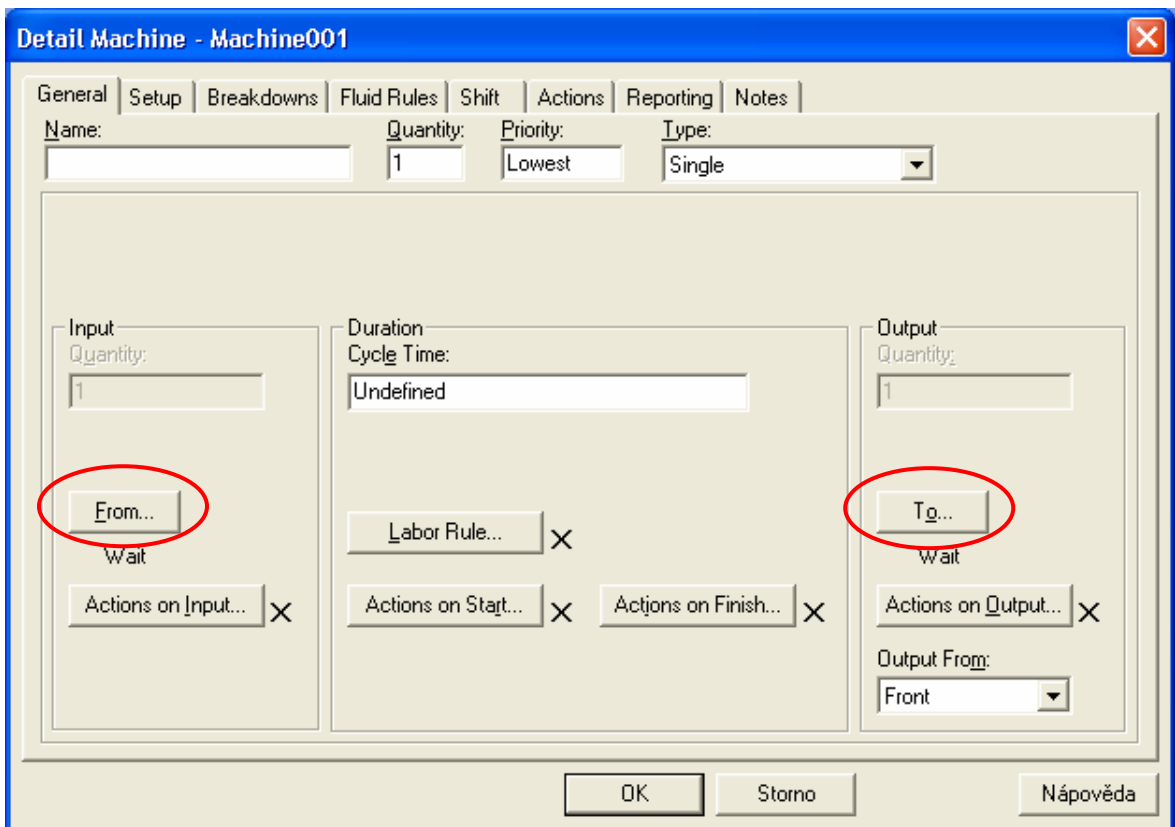 Detail Machine - Machine001
General Setup Breakdowns Fluid Rules Shift Actions Reporting Notes
Name: Quantity: Priority: Type:
1 Lowest Single
Input Duration Output
Quantity: Cycle Time: Quantity:
1 Undefined 1
From... To...
Labor Rule...
Wait Wait
Actions on Input... Actions on Start... Actions on Finish... Actions on Output...
Output From:
Front
OK Storno Nápověda